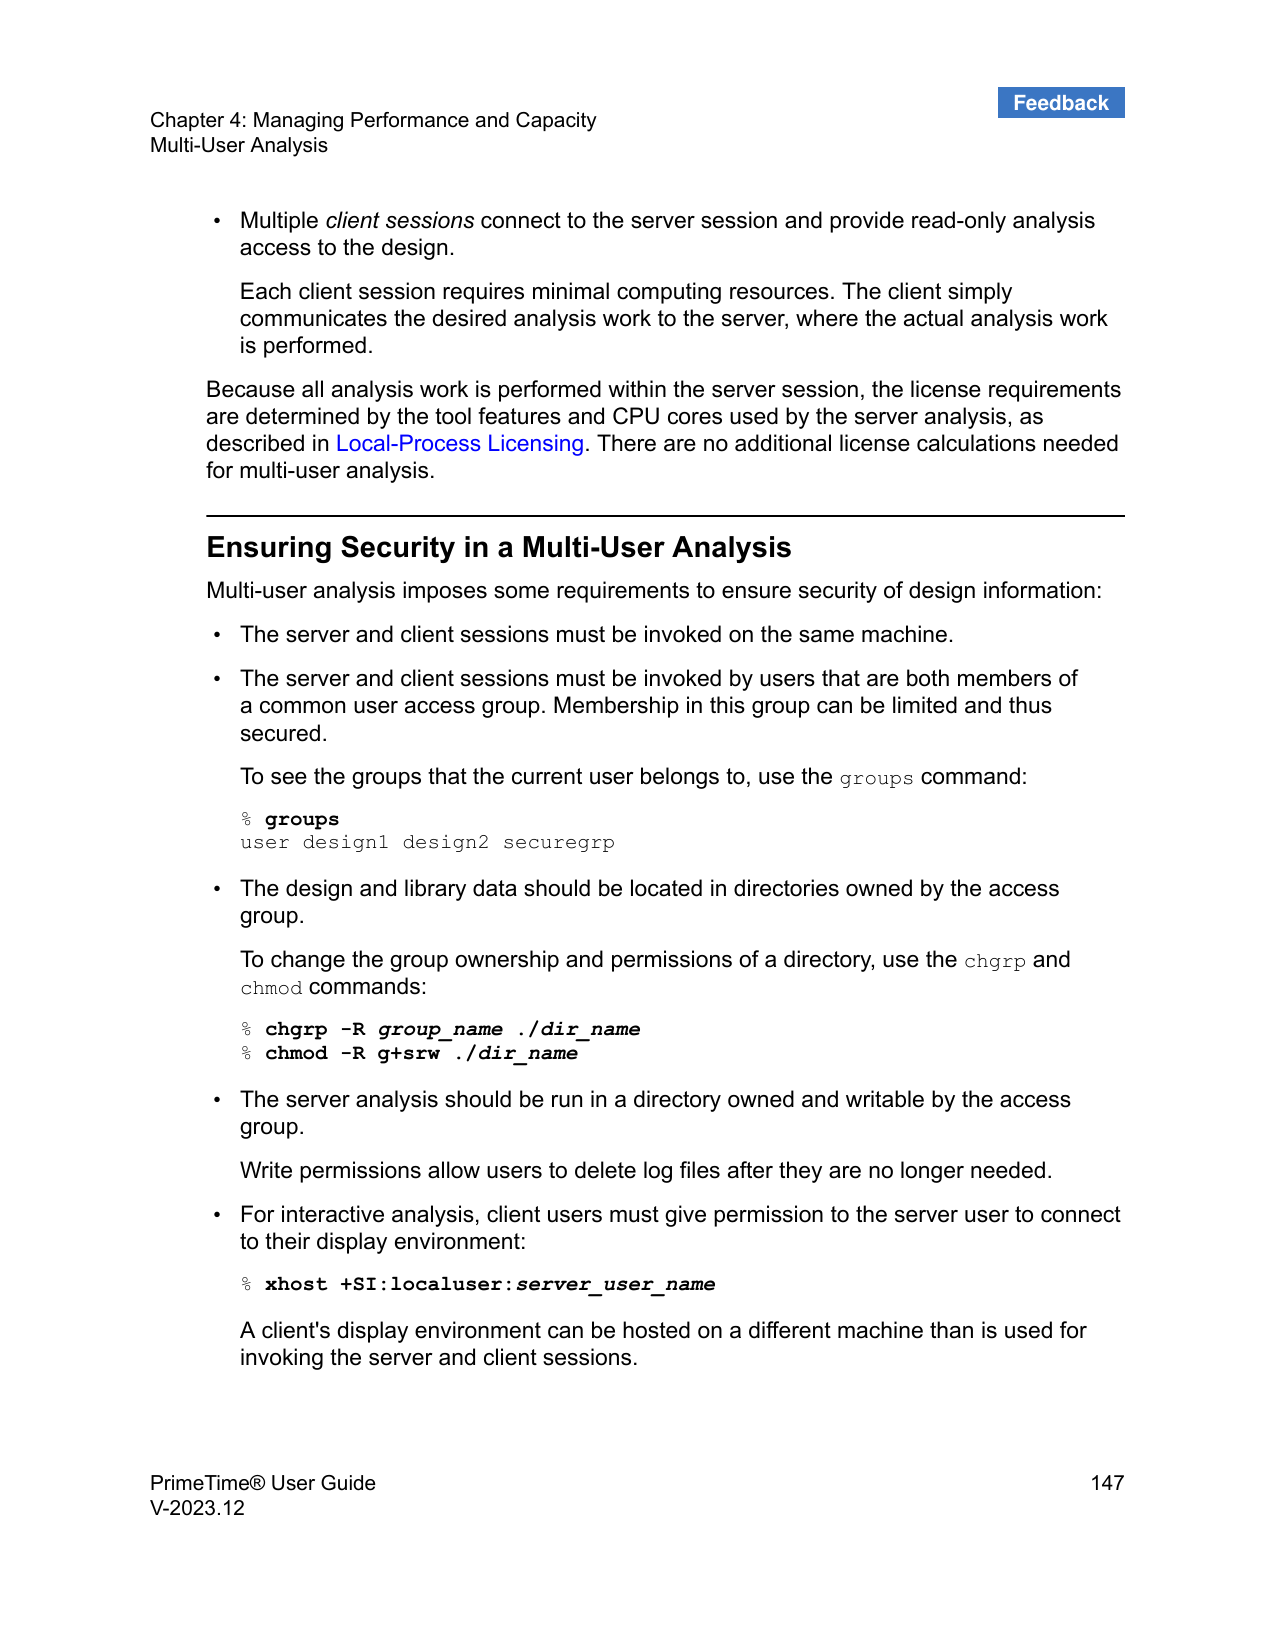 Feedback
Chapter 4: Managing Performance and Capacity
Multi-User Analysis
• Multiple client sessions connect to the server session and provide read-only analysis
access to the design.
Each client session requires minimal computing resources. The client simply
communicates the desired analysis work to the server, where the actual analysis work
is performed.
Because all analysis work is performed within the server session, the license requirements
are determined by the tool features and CPU cores used by the server analysis, as
described in Local-Process Licensing. There are no additional license calculations needed
for multi-user analysis.
Ensuring Security in a Multi-User Analysis
Multi-user analysis imposes some requirements to ensure security of design information:
• The server and client sessions must be invoked on the same machine.
• The server and client sessions must be invoked by users that are both members of
a common user access group. Membership in this group can be limited and thus
secured.
To see the groups that the current user belongs to, use the groups command:
% groups
user design1 design2 securegrp
• The design and library data should be located in directories owned by the access
group.
To change the group ownership and permissions of a directory, use the chgrp and
chmod commands:
% chgrp -R group_name ./dir_name
% chmod -R g+srw ./dir_name
• The server analysis should be run in a directory owned and writable by the access
group.
Write permissions allow users to delete log files after they are no longer needed.
• For interactive analysis, client users must give permission to the server user to connect
to their display environment:
% xhost +SI:localuser:server_user_name
A client's display environment can be hosted on a different machine than is used for
invoking the server and client sessions.
PrimeTime® User Guide
V-2023.12
147